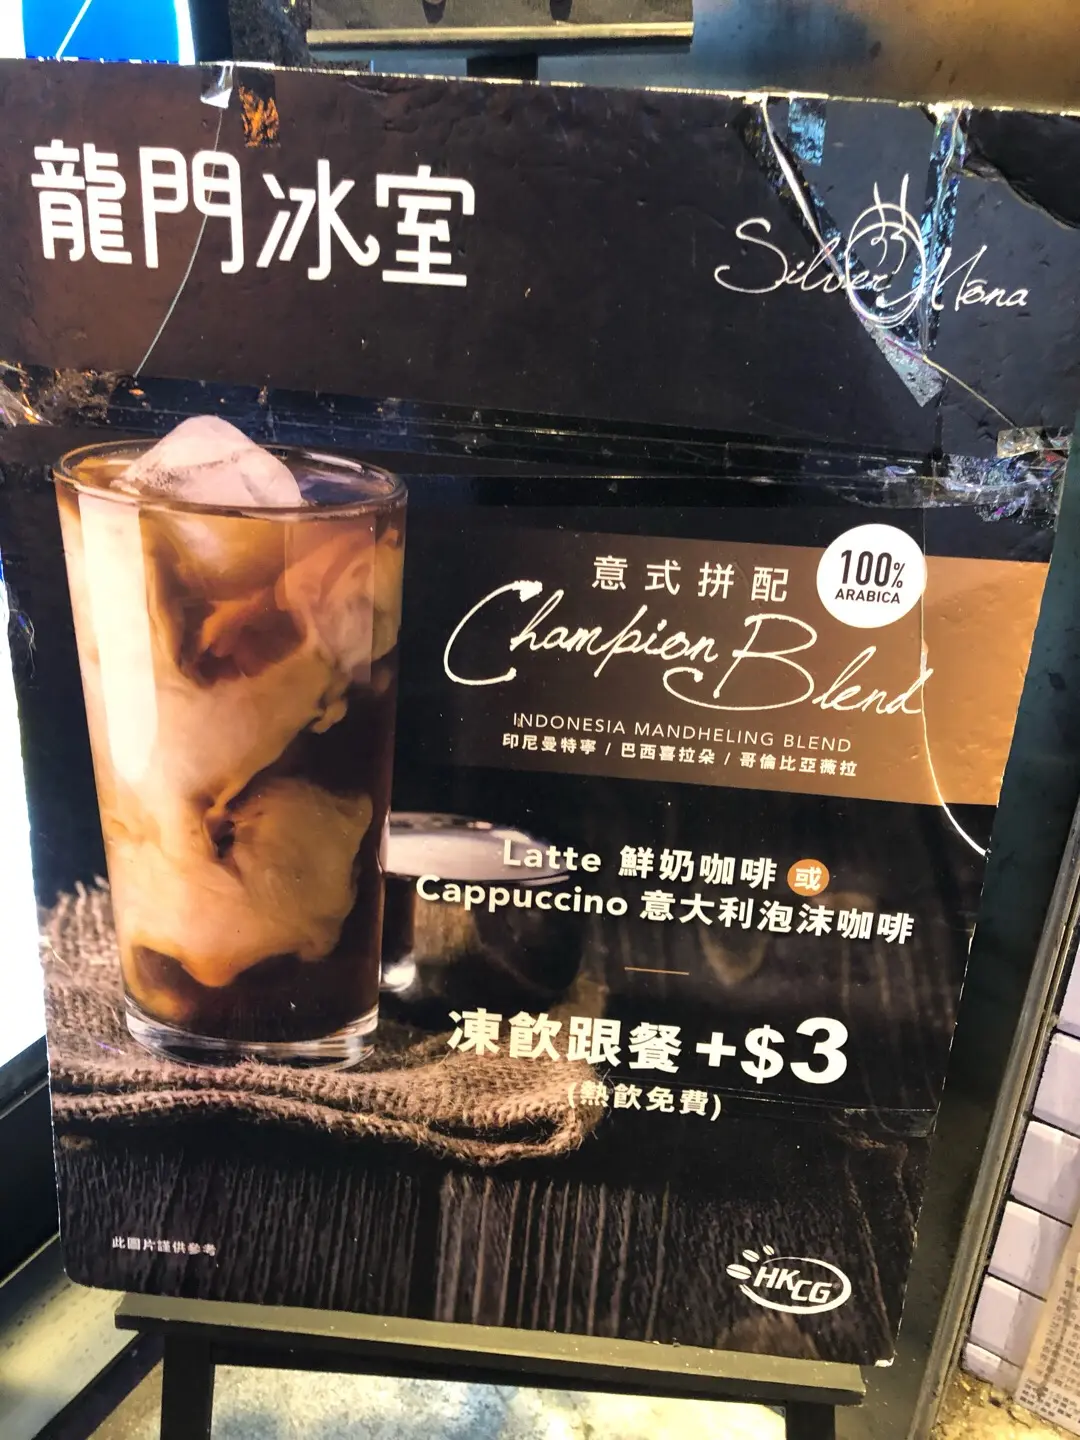 龍門冰室
Silver Mona
意式拼配
100%
ARABICA
Champion Blend
INDONESIA MANDHELING BLEND
印尼曼特寧 / 巴西喜拉朵 / 哥倫比亞薇拉
Latte 鮮奶咖啡 或
Cappuccino 意大利泡沫咖啡
凍飲跟餐 +$3
(熱飲免費)
此圖片謹供參考
HKCG